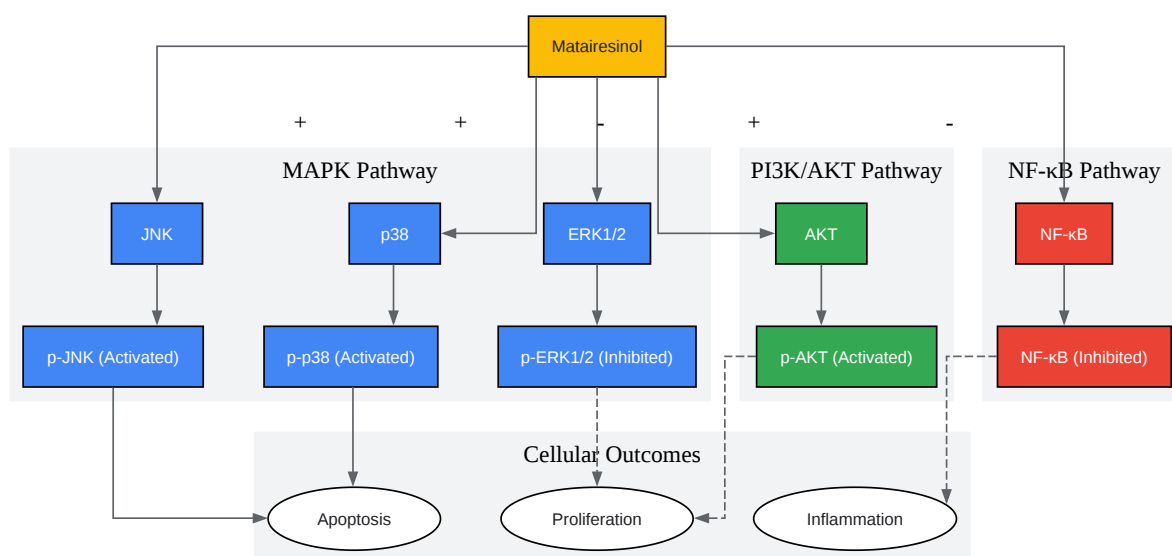 Matairesinol
+ + - + -
MAPK Pathway
PI3K/AKT Pathway
NF-κB Pathway
JNK
p38
ERK1/2
AKT
NF-κB
p-JNK (Activated)
p-p38 (Activated)
p-ERK1/2 (Inhibited)
p-AKT (Activated)
NF-κB (Inhibited)
Cellular Outcomes
Apoptosis
Proliferation
Inflammation